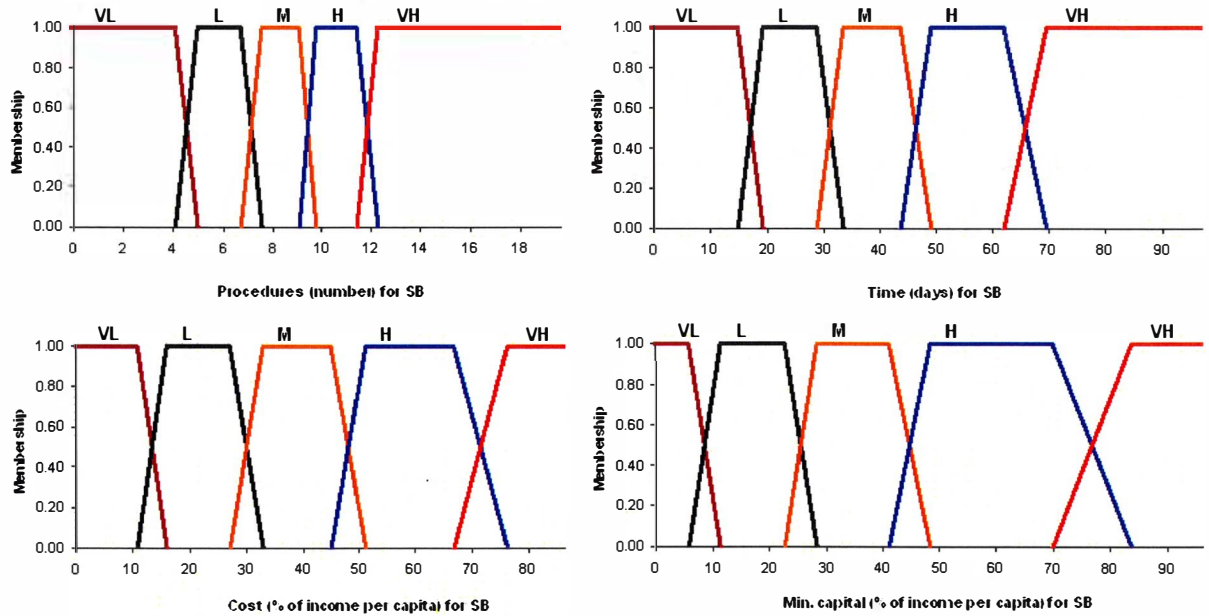 VL L M H VH
1.00
0.80
0.60
0.40
0.20
0.00
Membership
0 2 4 6 8 10 12 14 16 18
Procedures (number) for SB
VL L M H VH
1.00
0.80
0.60
0.40
0.20
0.00
Membership
0 10 20 30 40 50 60 70 80 90
Time (days) for SB
VL L M H VH
1.00
0.80
0.60
0.40
0.20
0.00
Membership
0 10 20 30 40 50 60 70 80
Cost (% of income per capita) for SB
VL L M H VH
1.00
0.80
0.60
0.40
0.20
0.00
Membership
0 10 20 30 40 50 60 70 80 90
Min. capital (% of income per capita) for SB